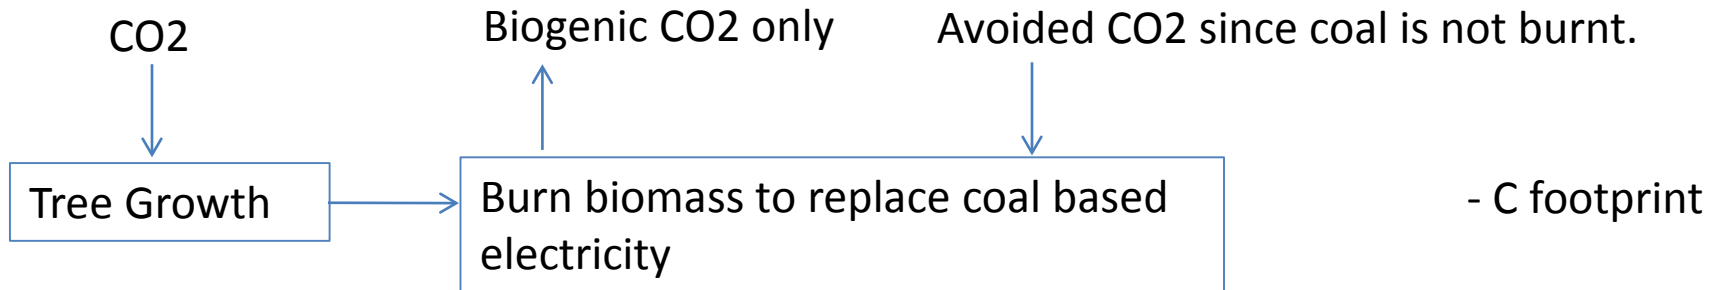 CO2
Biogenic CO2 only
Avoided CO2 since coal is not burnt.
Tree Growth
Burn biomass to replace coal based
electricity
- C footprint